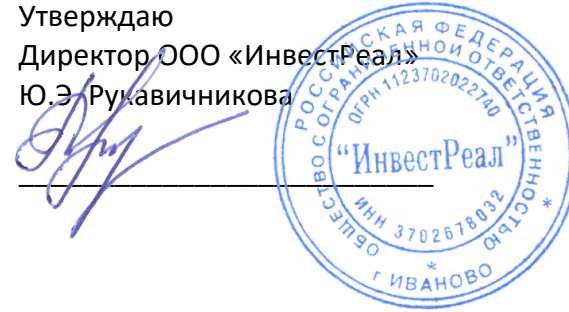 Утверждаю
Директор ООО «ИнвестРеал»
Ю.Э. Рукавичникова
РОССИЙСКАЯ ФЕДЕРАЦИЯ
ОБЩЕСТВО С ОГРАНИЧЕННОЙ ОТВЕТСТВЕННОСТЬЮ
ОГРН 1123702022740
“ИнвестРеал”
ИНН 3702678032
г ИВАНОВО